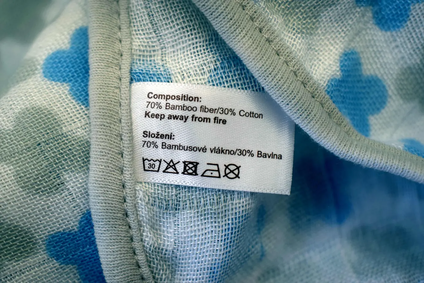 Composition:
70% Bamboo fiber/30% Cotton
Keep away from fire
Složení:
70% Bambusové vlákno/30% Bavlna
30